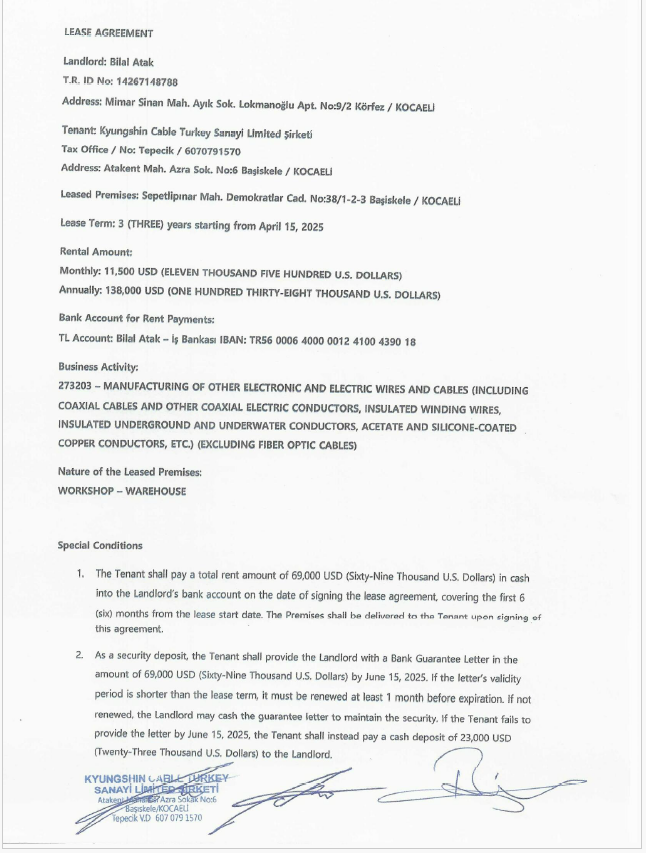 LEASE AGREEMENT
Landlord: Bilal Atak
T.R. ID No: 14267148788
Address: Mimar Sinan Mah. Ayık Sok. Lokmanoğlu Apt. No:9/2 Körfez / KOCAELİ
Tenant: Kyungshin Cable Turkey Sanayi Limited Şirketi
Tax Office / No: Tepecik / 6070791570
Address: Atakent Mah. Azra Sok. No:6 Başiskele / KOCAELİ
Leased Premises: Sepetlipınar Mah. Demokratlar Cad. No:38/1-2-3 Başiskele / KOCAELİ
Lease Term: 3 (THREE) years starting from April 15, 2025
Rental Amount:
Monthly: 11,500 USD (ELEVEN THOUSAND FIVE HUNDRED U.S. DOLLARS)
Annually: 138,000 USD (ONE HUNDRED THIRTY-EIGHT THOUSAND U.S. DOLLARS)
Bank Account for Rent Payments:
TL Account: Bilal Atak – İş Bankası IBAN: TR56 0006 4000 0012 4100 4390 18
Business Activity:
273203 – MANUFACTURING OF OTHER ELECTRONIC AND ELECTRIC WIRES AND CABLES (INCLUDING
COAXIAL CABLES AND OTHER COAXIAL ELECTRIC CONDUCTORS, INSULATED WINDING WIRES,
INSULATED UNDERGROUND AND UNDERWATER CONDUCTORS, ACETATE AND SILICONE-COATED
COPPER CONDUCTORS, ETC.) (EXCLUDING FIBER OPTIC CABLES)
Nature of the Leased Premises:
WORKSHOP – WAREHOUSE
Special Conditions
1. The Tenant shall pay a total rent amount of 69,000 USD (Sixty-Nine Thousand U.S. Dollars) in cash
into the Landlord's bank account on the date of signing the lease agreement, covering the first 6
(six) months from the lease start date. The Premises shall be delivered to the Tenant upon signing of
this agreement.
2. As a security deposit, the Tenant shall provide the Landlord with a Bank Guarantee Letter in the
amount of 69,000 USD (Sixty-Nine Thousand U.S. Dollars) by June 15, 2025. If the letter's validity
period is shorter than the lease term, it must be renewed at least 1 month before expiration. If not
renewed, the Landlord may cash the guarantee letter to maintain the security. If the Tenant fails to
provide the letter by June 15, 2025, the Tenant shall instead pay a cash deposit of 23,000 USD
(Twenty-Three Thousand U.S. Dollars) to the Landlord.
KYUNGSHIN CABLE TURKEY
SANAYİ LİMİTED ŞİRKETİ
Atakent Azra Sokak No:6
Başiskele/KOCAELİ
Tepecik V.D 607 079 1570